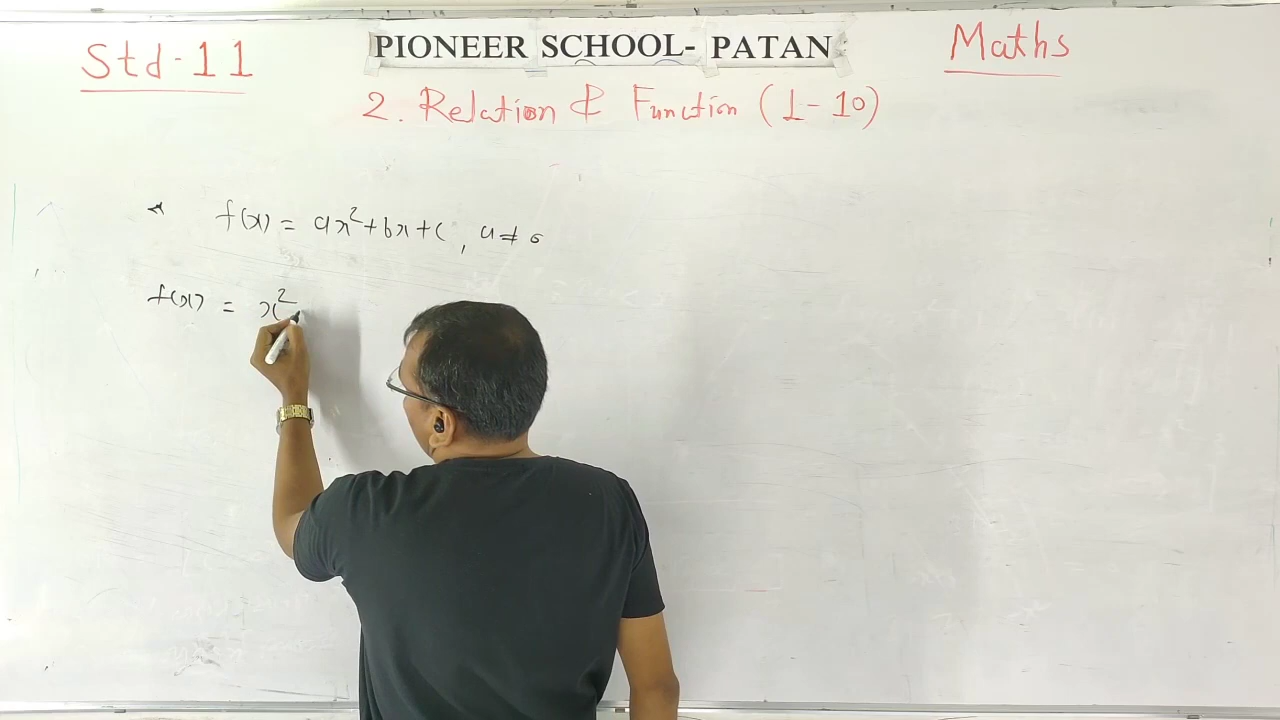 Std-11 PIONEER SCHOOL- PATAN Maths
2. Relation & Function (1-10)
f(x) = ax²+bx+c, a≠0
f(x) = x²